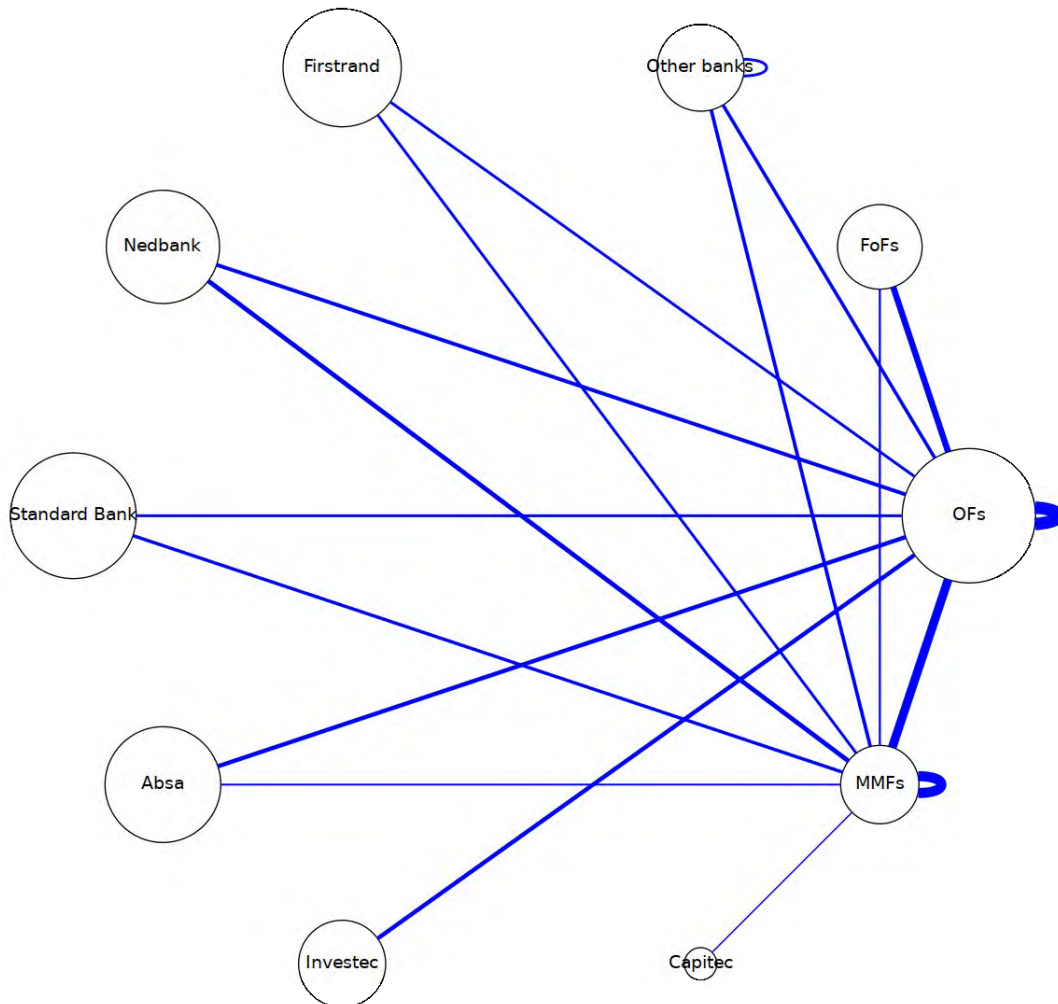 Firstrand
Other banks
Nedbank
FoFs
Standard Bank
OFs
Absa
MMFs
Investec
Capitec